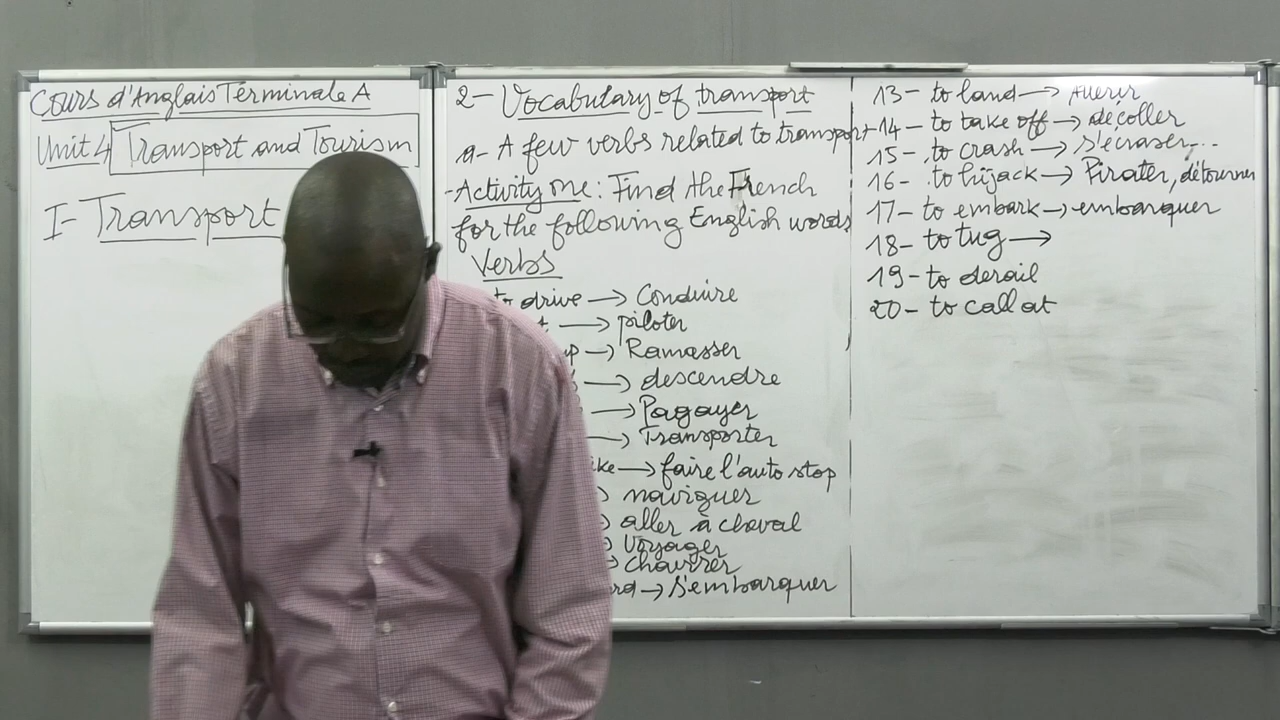 Cours d'Anglais Terminale A
Unit 4 Transport and Tourism
I- Transport
2- Vocabulary of transport
a- A few verbs related to transport
-Activity one: Find the French
for the following English words
Verbs
to drive → Conduire
→ piloter
up → Ramasser
→ descendre
→ Pagayer
→ Transporter
ike → faire l'auto stop
naviguer
aller à cheval
Voyager
→ S'embarquer
13- to land →
14- to take off → décoller
15- to crash → S'écraser...
16- to hijack → Pirater, détourner
17- to embark → embarquer
18- to tug →
19- to derail
20- to call at